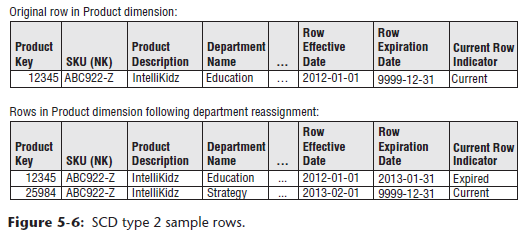 Original row in Product dimension:
Product Key SKU (NK) Product Description Department Name ... Row Effective Date Row Expiration Date Current Row Indicator
12345 ABC922-Z IntelliKidz Education ... 2012-01-01 9999-12-31 Current
Rows in Product dimension following department reassignment:
Product Key SKU (NK) Product Description Department Name ... Row Effective Date Row Expiration Date Current Row Indicator
12345 ABC922-Z IntelliKidz Education ... 2012-01-01 2013-01-31 Expired
25984 ABC922-Z IntelliKidz Strategy ... 2013-02-01 9999-12-31 Current
Figure 5-6: SCD type 2 sample rows.